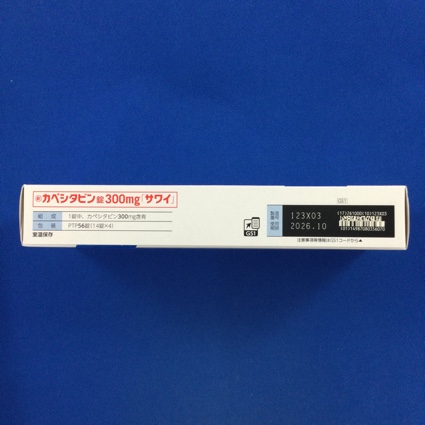 劇 カペシタビン錠300mg「サワイ」
組成 1錠中、カペシタビン300mg含有
包装 PTP56錠(14錠×4)
室温保存
GS1
123X03
2026.10
(G1)
注意事項等情報はGS1コードから▲